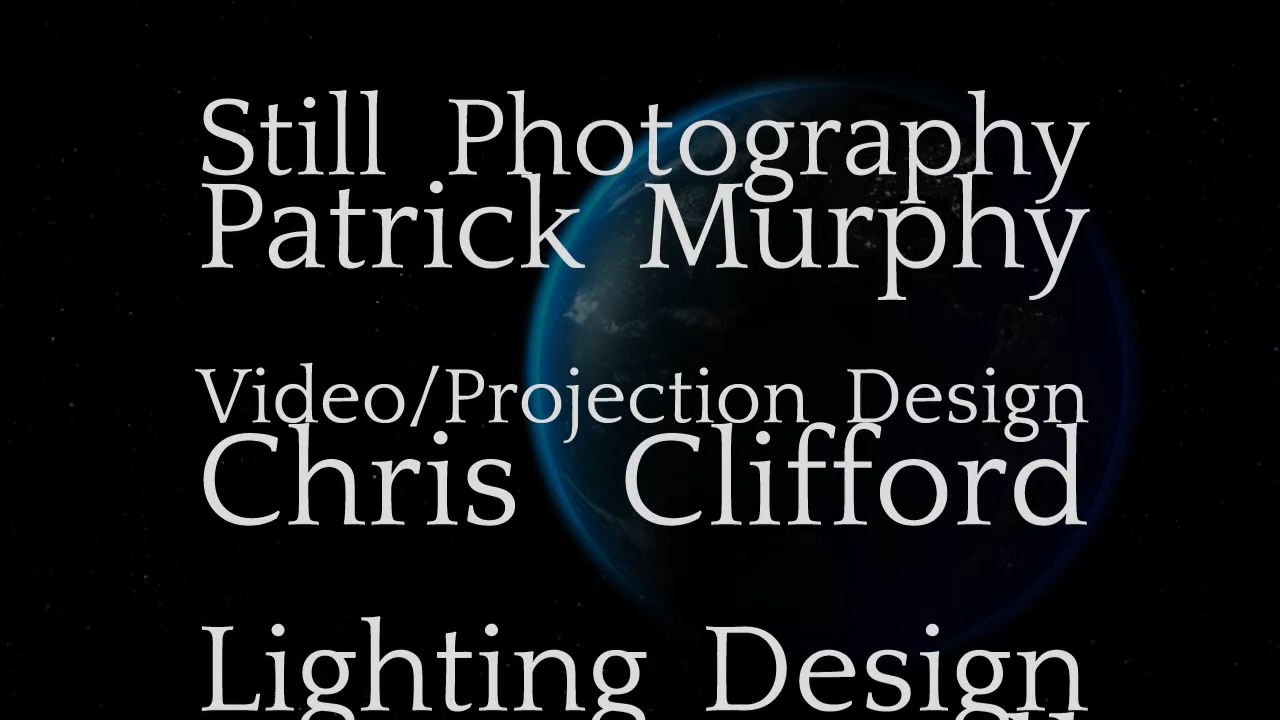 Still Photography
Patrick Murphy
Video/Projection Design
Chris Clifford
Lighting Design